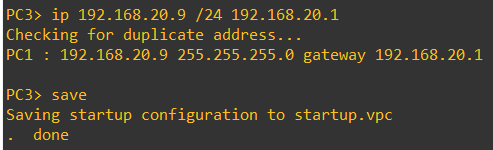 PC3> ip 192.168.20.9 /24 192.168.20.1
Checking for duplicate address...
PC1 : 192.168.20.9 255.255.255.0 gateway 192.168.20.1
PC3> save
Saving startup configuration to startup.vpc
.  done